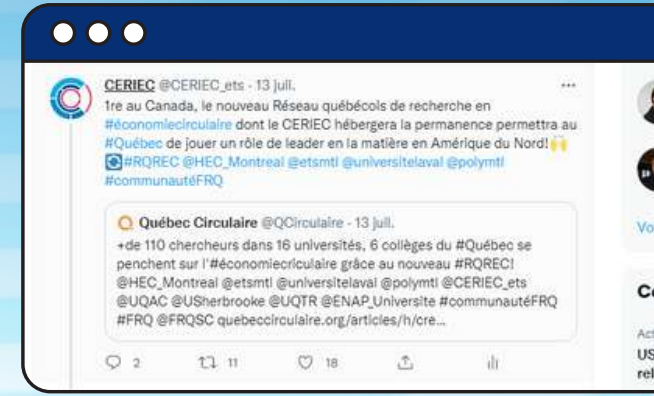 CERIEC @CERIEC_ets · 13 juil.
1re au Canada, le nouveau Réseau québécois de recherche en
#économiecirculaire dont le CERIEC hébergera la permanence permettra au
#Québec de jouer un rôle de leader en la matière en Amérique du Nord!🙌
🔄#RQREC @HEC_Montreal @etsmtl @universitelaval @polymtl
#communautéFRQ
Québec Circulaire @QCirculaire · 13 juil.
+de 110 chercheurs dans 16 universités, 6 collèges du #Québec se
penchent sur l'#économiecriculaire grâce au nouveau #RQREC!
@HEC_Montreal @etsmtl @universitelaval @polymtl @CERIEC_ets
@UQAC @USherbrooke @UQTR @ENAP_Universite #communautéFRQ
#FRQ @FRQSC quebeccirculaire.org/articles/h/cre...
2 11 18
Vo
Co
Act
US
rel